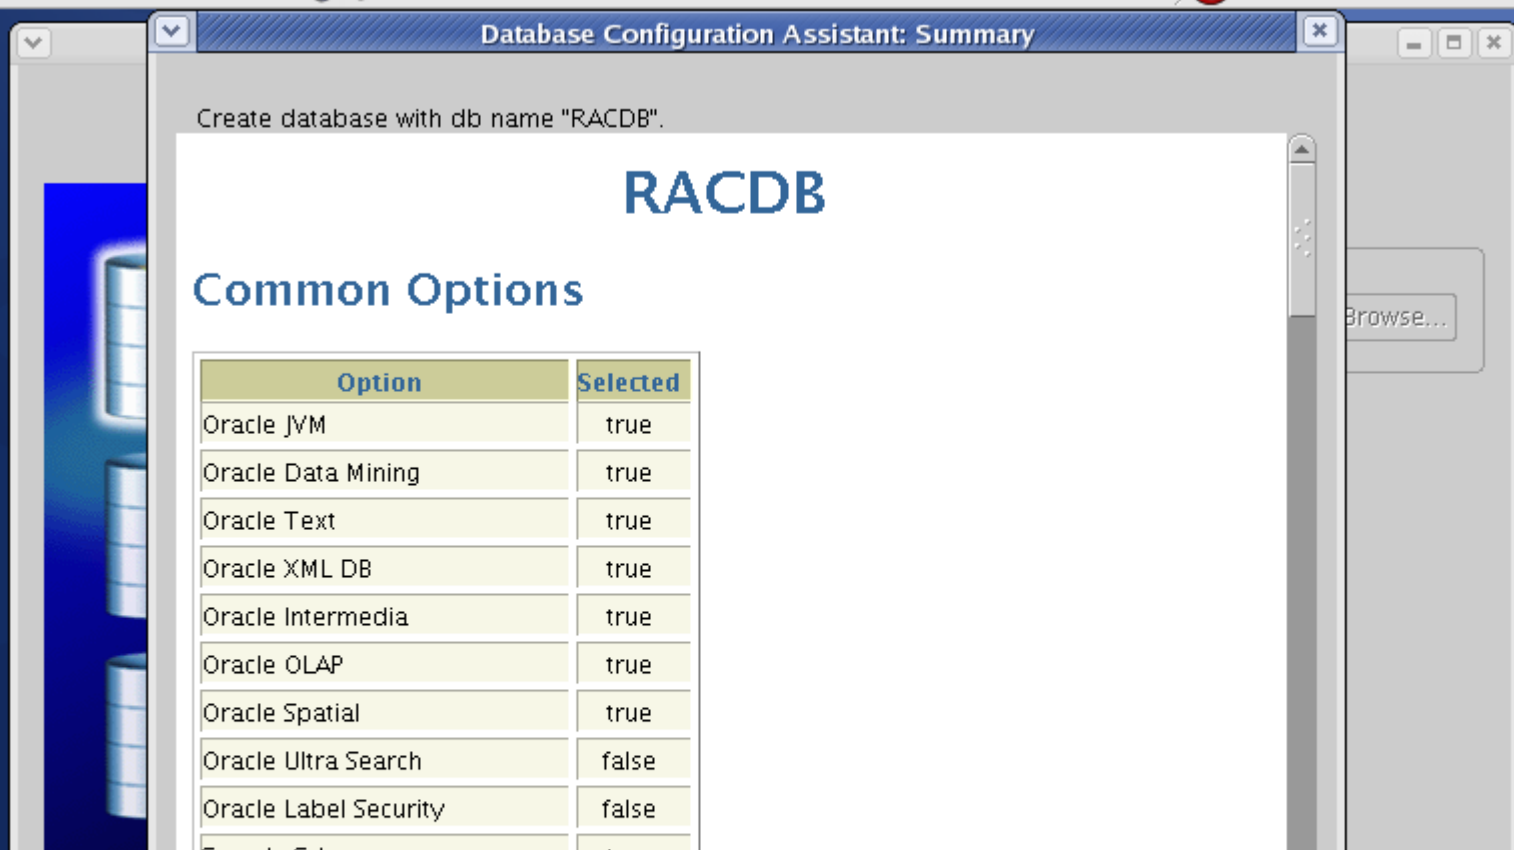 Database Configuration Assistant: Summary
Create database with db name "RACDB".
RACDB
Common Options
Browse...
Option Selected
Oracle JVM true
Oracle Data Mining true
Oracle Text true
Oracle XML DB true
Oracle Intermedia true
Oracle OLAP true
Oracle Spatial true
Oracle Ultra Search false
Oracle Label Security false